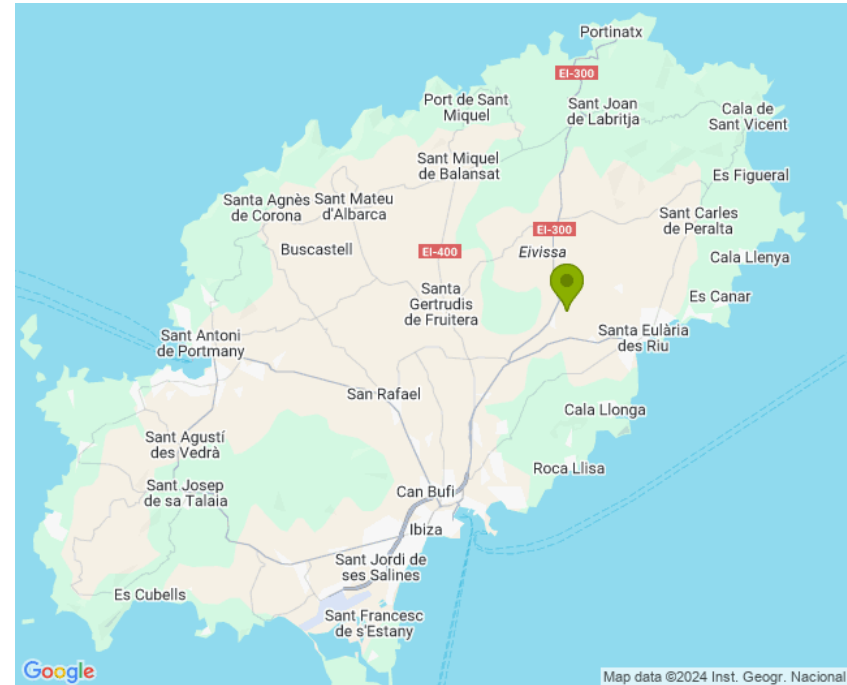 Portinatx
EI-300
Port de Sant
Miquel
Sant Joan
de Labritja
Cala de
Sant Vicent
Sant Miquel
de Balansat
Es Figueral
Santa Agnès
de Corona
Sant Mateu
d'Albarca
Sant Carles
de Peralta
EI-300
Buscastell
EI-400
Eivissa
Cala Llenya
Santa
Gertrudis
de Fruitera
Es Canar
Sant Antoni
de Portmany
Santa Eulària
des Riu
San Rafael
Cala Llonga
Sant Agustí
des Vedrà
Roca Llisa
Sant Josep
de sa Talaia
Can Bufi
Ibiza
Sant Jordi de
ses Salines
Es Cubells
Sant Francesc
de s'Estany
Google
Map data ©2024 Inst. Geogr. Nacional